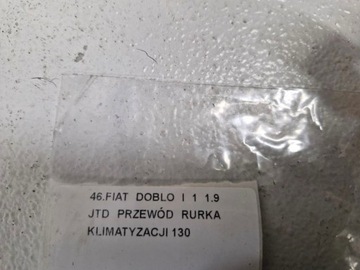 46.FIAT DOBLO I 1 1.9
JTD PRZEWÓD RURKA
KLIMATYZACJI 130